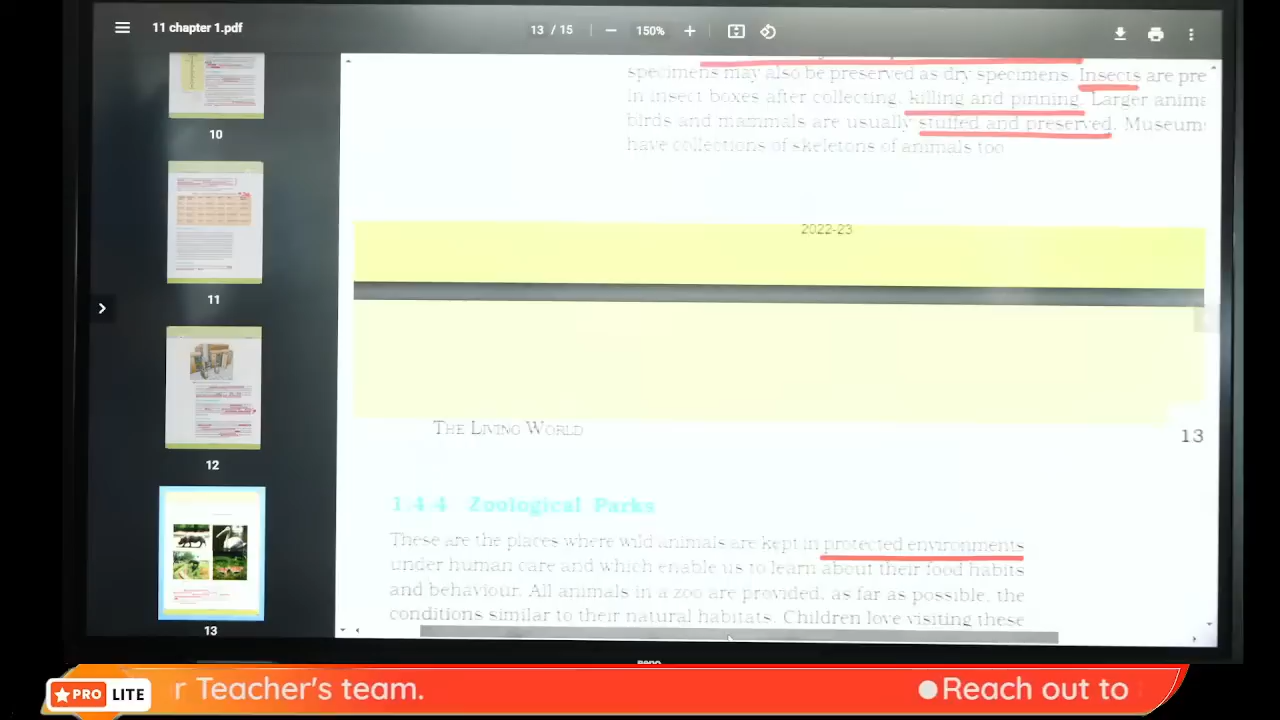 11 chapter 1.pdf
13 / 15
150%
specimens may also be preserved as dry specimens. Insects are pre
in insect boxes after collecting, killing and pinning. Larger anima
birds and mammals are usually stuffed and preserved. Museums
have collections of skeletons of animals too
10
2022-23
11
THE LIVING WORLD
13
12
1.4.4 Zoological Parks
These are the places where wild animals are kept in protected environments
under human care and which enable us to learn about their food habits
and behaviour. All animals in a zoo are provided, as far as possible, the
conditions similar to their natural habitats. Children love visiting these
13
PRO LITE
r Teacher's team.
Reach out to